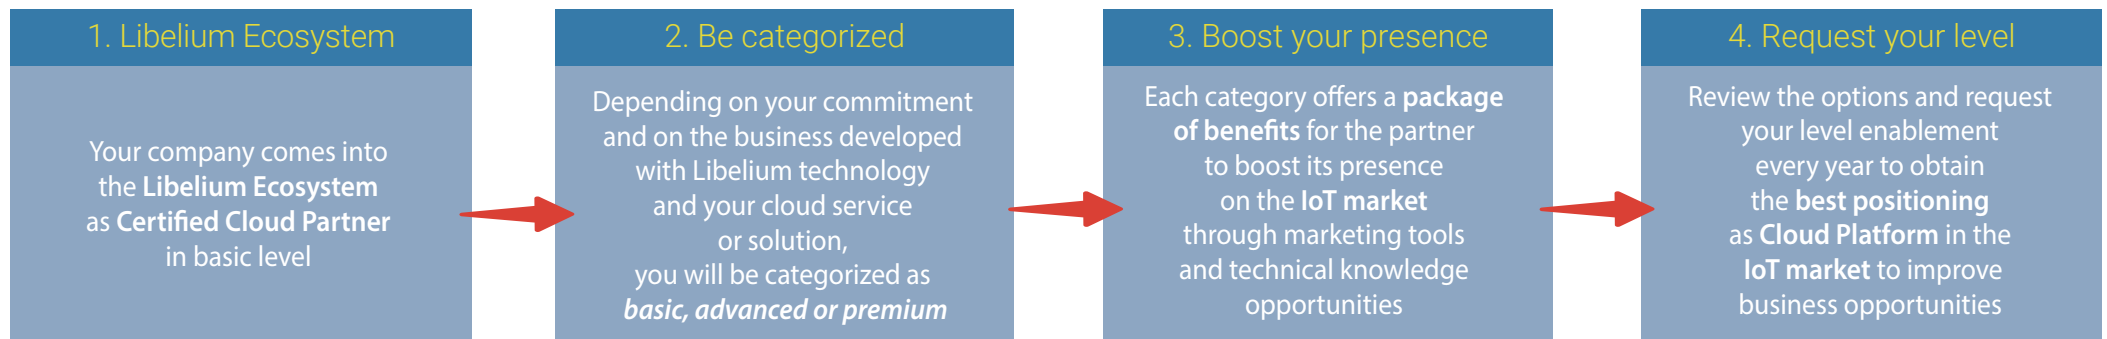 1. Libelium Ecosystem
Your company comes into
the Libelium Ecosystem
as Certified Cloud Partner
in basic level
2. Be categorized
Depending on your commitment
and on the business developed
with Libelium technology
and your cloud service
or solution,
you will be categorized as
basic, advanced or premium
3. Boost your presence
Each category offers a package
of benefits for the partner
to boost its presence
on the IoT market
through marketing tools
and technical knowledge
opportunities
4. Request your level
Review the options and request
your level enablement
every year to obtain
the best positioning
as Cloud Platform in the
IoT market to improve
business opportunities